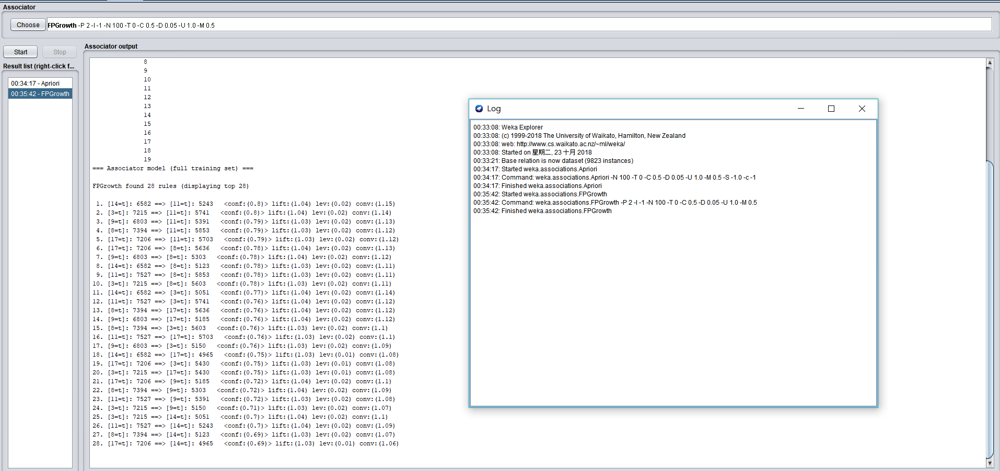 Associator
Choose FPGrowth -P 2 -I -1 -N 100 -T 0 -C 0.5 -D 0.05 -U 1.0 -M 0.5
Start Stop
Result list (right-click f...
00:34:17 - Apriori
00:35:42 - FPGrowth
Associator output
8
9
10
11
12
13
14
15
16
17
18
19
=== Associator model (full training set) ===
FPGrowth found 28 rules (displaying top 28)
1. [14=t]: 6582 ==> [11=t]: 5243 <conf:(0.8)> lift:(1.04) lev:(0.02) conv:(1.15)
2. [3=t]: 7215 ==> [11=t]: 5741 <conf:(0.8)> lift:(1.04) lev:(0.02) conv:(1.14)
3. [9=t]: 6803 ==> [11=t]: 5391 <conf:(0.79)> lift:(1.03) lev:(0.02) conv:(1.13)
4. [8=t]: 7394 ==> [11=t]: 5853 <conf:(0.79)> lift:(1.03) lev:(0.02) conv:(1.12)
5. [17=t]: 7206 ==> [11=t]: 5703 <conf:(0.79)> lift:(1.03) lev:(0.02) conv:(1.12)
6. [17=t]: 7206 ==> [8=t]: 5636 <conf:(0.78)> lift:(1.04) lev:(0.02) conv:(1.13)
7. [9=t]: 6803 ==> [8=t]: 5303 <conf:(0.78)> lift:(1.04) lev:(0.02) conv:(1.12)
8. [14=t]: 6582 ==> [8=t]: 5123 <conf:(0.78)> lift:(1.03) lev:(0.02) conv:(1.11)
9. [11=t]: 7527 ==> [8=t]: 5853 <conf:(0.78)> lift:(1.03) lev:(0.02) conv:(1.11)
10. [3=t]: 7215 ==> [8=t]: 5603 <conf:(0.78)> lift:(1.03) lev:(0.02) conv:(1.11)
11. [14=t]: 6582 ==> [3=t]: 5051 <conf:(0.77)> lift:(1.04) lev:(0.02) conv:(1.14)
12. [11=t]: 7527 ==> [3=t]: 5741 <conf:(0.76)> lift:(1.04) lev:(0.02) conv:(1.12)
13. [8=t]: 7394 ==> [17=t]: 5636 <conf:(0.76)> lift:(1.04) lev:(0.02) conv:(1.12)
14. [9=t]: 6803 ==> [17=t]: 5185 <conf:(0.76)> lift:(1.04) lev:(0.02) conv:(1.12)
15. [8=t]: 7394 ==> [3=t]: 5603 <conf:(0.76)> lift:(1.03) lev:(0.02) conv:(1.1)
16. [11=t]: 7527 ==> [17=t]: 5703 <conf:(0.76)> lift:(1.03) lev:(0.02) conv:(1.1)
17. [9=t]: 6803 ==> [3=t]: 5150 <conf:(0.76)> lift:(1.03) lev:(0.02) conv:(1.09)
18. [14=t]: 6582 ==> [17=t]: 4965 <conf:(0.75)> lift:(1.03) lev:(0.01) conv:(1.08)
19. [17=t]: 7206 ==> [3=t]: 5430 <conf:(0.75)> lift:(1.03) lev:(0.01) conv:(1.08)
20. [3=t]: 7215 ==> [17=t]: 5430 <conf:(0.75)> lift:(1.03) lev:(0.01) conv:(1.08)
21. [17=t]: 7206 ==> [9=t]: 5185 <conf:(0.72)> lift:(1.04) lev:(0.02) conv:(1.1)
22. [8=t]: 7394 ==> [9=t]: 5303 <conf:(0.72)> lift:(1.04) lev:(0.02) conv:(1.09)
23. [11=t]: 7527 ==> [9=t]: 5391 <conf:(0.72)> lift:(1.03) lev:(0.02) conv:(1.08)
24. [3=t]: 7215 ==> [9=t]: 5150 <conf:(0.71)> lift:(1.03) lev:(0.02) conv:(1.07)
25. [3=t]: 7215 ==> [14=t]: 5051 <conf:(0.7)> lift:(1.04) lev:(0.02) conv:(1.1)
26. [11=t]: 7527 ==> [14=t]: 5243 <conf:(0.7)> lift:(1.04) lev:(0.02) conv:(1.09)
27. [8=t]: 7394 ==> [14=t]: 5123 <conf:(0.69)> lift:(1.03) lev:(0.02) conv:(1.07)
28. [17=t]: 7206 ==> [14=t]: 4965 <conf:(0.69)> lift:(1.03) lev:(0.01) conv:(1.06)
Log
00:33:08: Weka Explorer
00:33:08: (c) 1999-2018 The University of Waikato, Hamilton, New Zealand
00:33:08: web: http://www.cs.waikato.ac.nz/~ml/weka/
00:33:08: Started on 星期二, 23 十月 2018
00:33:21: Base relation is now dataset (9823 instances)
00:34:17: Started weka.associations.Apriori
00:34:17: Command: weka.associations.Apriori -N 100 -T 0 -C 0.5 -D 0.05 -U 1.0 -M 0.5 -S -1.0 -c -1
00:34:17: Finished weka.associations.Apriori
00:35:42: Started weka.associations.FPGrowth
00:35:42: Command: weka.associations.FPGrowth -P 2 -I -1 -N 100 -T 0 -C 0.5 -D 0.05 -U 1.0 -M 0.5
00:35:42: Finished weka.associations.FPGrowth